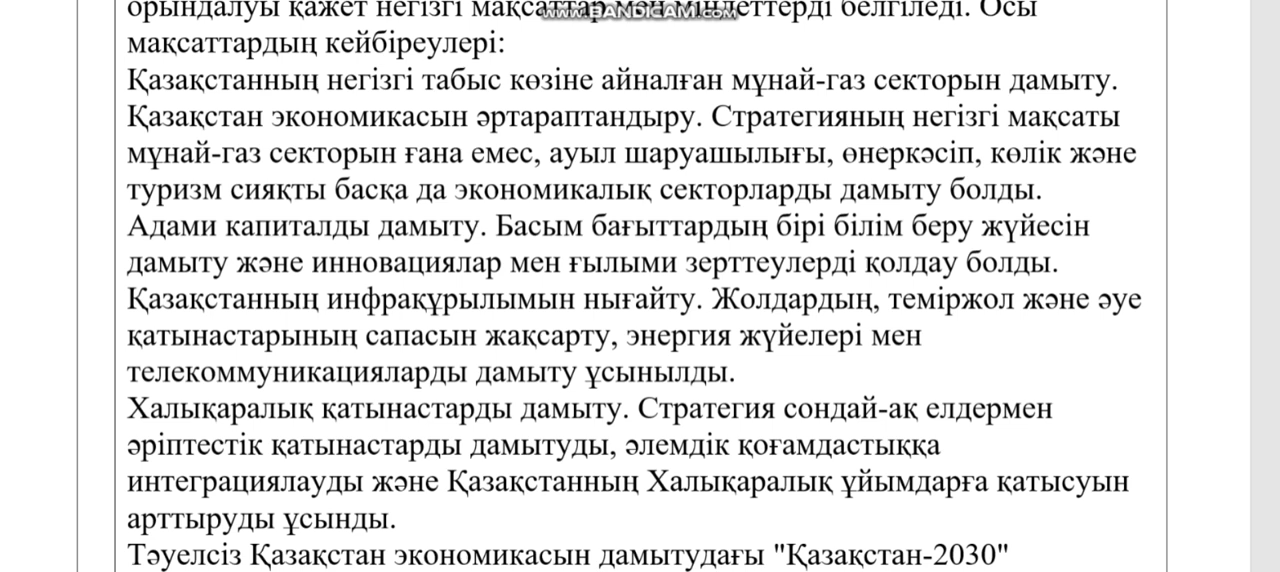 орындалуы қажет негізгі мақсаттар мен міндеттерді белгіледі. Осы
www.BANDICAM.com
мақсаттардың кейбіреулері:
Қазақстанның негізгі табыс көзіне айналған мұнай-газ секторын дамыту.
Қазақстан экономикасын әртараптандыру. Стратегияның негізгі мақсаты
мұнай-газ секторын ғана емес, ауыл шаруашылығы, өнеркәсіп, көлік және
туризм сияқты басқа да экономикалық секторларды дамыту болды.
Адами капиталды дамыту. Басым бағыттардың бірі білім беру жүйесін
дамыту және инновациялар мен ғылыми зерттеулерді қолдау болды.
Қазақстанның инфрақұрылымын нығайту. Жолдардың, теміржол және әуе
қатынастарының сапасын жақсарту, энергия жүйелері мен
телекоммуникацияларды дамыту ұсынылды.
Халықаралық қатынастарды дамыту. Стратегия сондай-ақ елдермен
әріптестік қатынастарды дамытуды, әлемдік қоғамдастыққа
интеграциялауды және Қазақстанның Халықаралық ұйымдарға қатысуын
арттыруды ұсынды.
Тәуелсіз Қазақстан экономикасын дамытудағы "Қазақстан-2030"